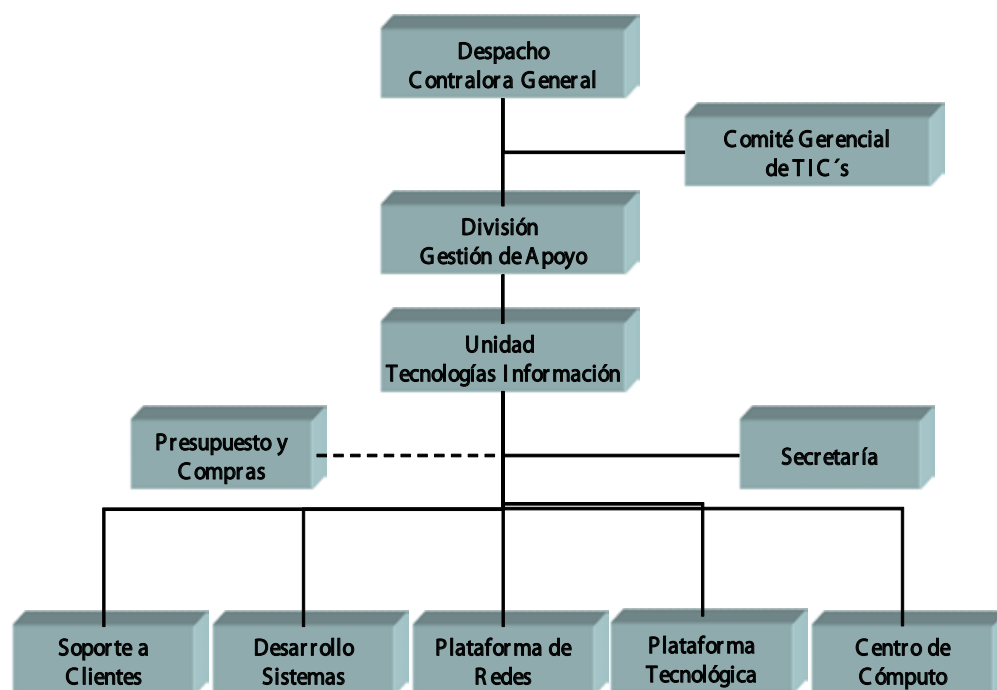 Despacho
Contralora General
Comité Gerencial
de TIC´s
División
Gestión de Apoyo
Unidad
Tecnologías Información
Presupuesto y
Compras
Secretaría
Soporte a
Clientes
Desarrollo
Sistemas
Plataforma de
Redes
Plataforma
Tecnológica
Centro de
Cómputo